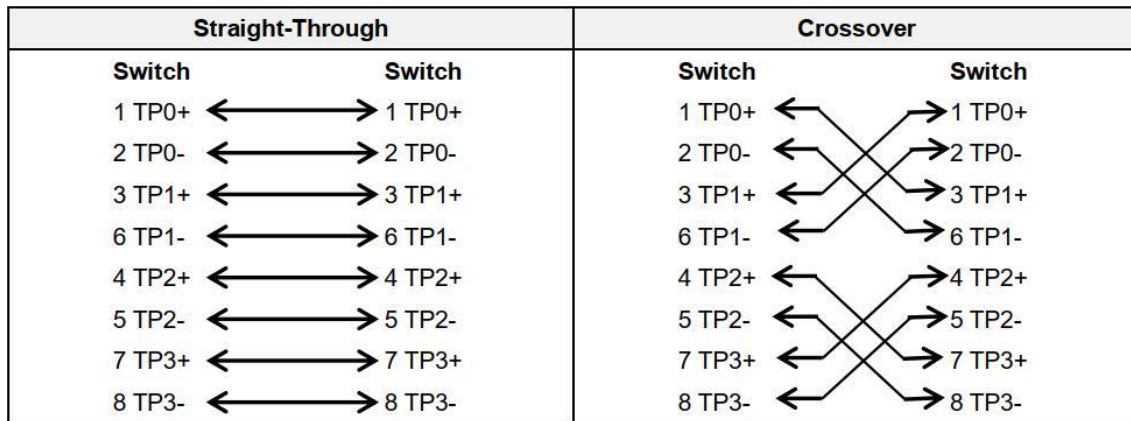 Straight-Through Crossover
Switch Switch Switch Switch
1 TP0+ 1 TP0+ 1 TP0+ 1 TP0+
2 TP0- 2 TP0- 2 TP0- 2 TP0-
3 TP1+ 3 TP1+ 3 TP1+ 3 TP1+
6 TP1- 6 TP1- 6 TP1- 6 TP1-
4 TP2+ 4 TP2+ 4 TP2+ 4 TP2+
5 TP2- 5 TP2- 5 TP2- 5 TP2-
7 TP3+ 7 TP3+ 7 TP3+ 7 TP3+
8 TP3- 8 TP3- 8 TP3- 8 TP3-